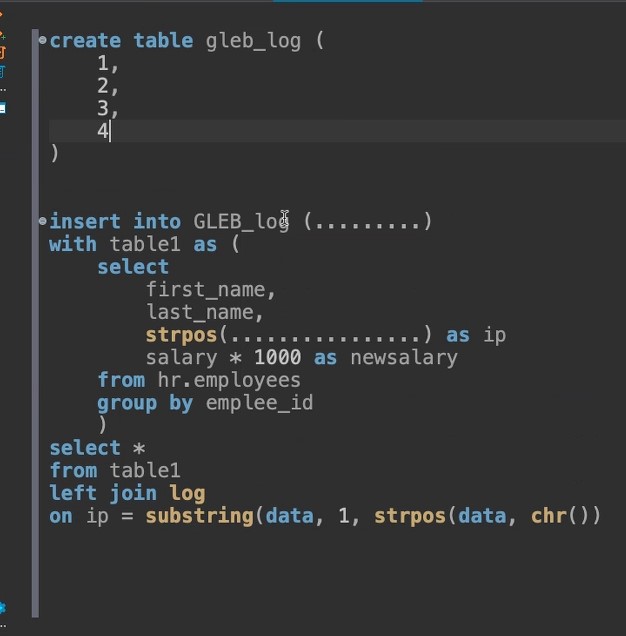 create table gleb_log (
    1,
    2,
    3,
    4
)
insert into GLEB_log (.........)
with table1 as (
    select
        first_name,
        last_name,
        strpos(................) as ip
        salary * 1000 as newsalary
    from hr.employees
    group by emplee_id
    )
select *
from table1
left join log
on ip = substring(data, 1, strpos(data, chr())